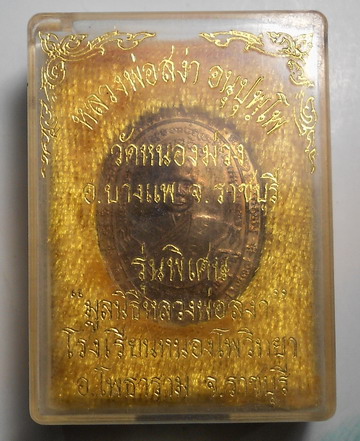 หลวงพ่อสง่า อนุปุพฺโพ
วัดหนองม่วง
อ.บางแพ จ.ราชบุรี
รุ่นพิเศษ
"มูลนิธิหลวงพ่อสง่า"
โรงเรียนหนองโพวิทยา
อ.โพธาราม จ.ราชบุรี